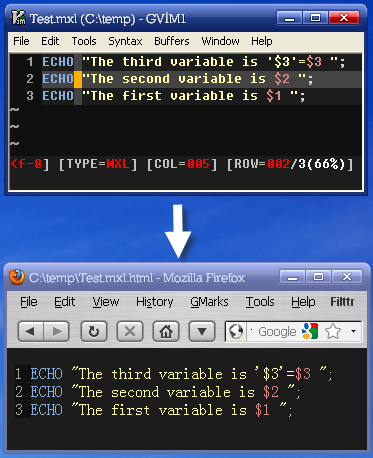 Test.mxl (C:\temp) - GVIM1
File Edit Tools Syntax Buffers Window Help
1 ECHO "The third variable is '$3'=$3 ";
2 ECHO "The second variable is $2 ";
3 ECHO "The first variable is $1 ";
~
~
~
<f-8] [TYPE=MXL] [COL=005] [ROW=002/3(66%)]
C:\temp\Test.mxl.html - Mozilla Firefox
File Edit View History GMarks Tools Help Filttr
Google
1 ECHO "The third variable is '$3'=$3 ";
2 ECHO "The second variable is $2 ";
3 ECHO "The first variable is $1 ";